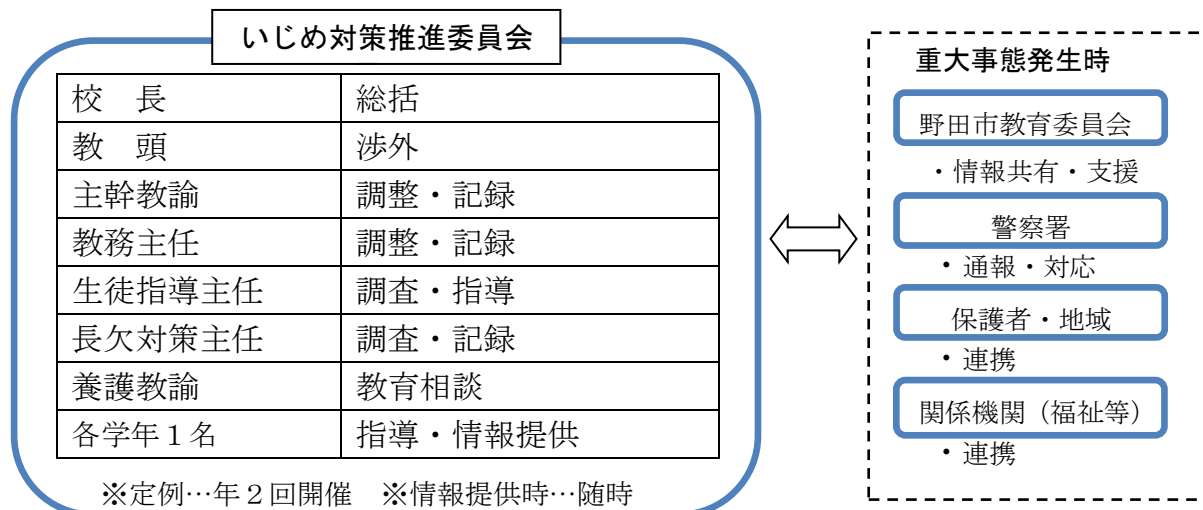 いじめ対策推進委員会
校　長　総括
教　頭　渉外
主幹教諭　調整・記録
教務主任　調整・記録
生徒指導主任　調査・指導
長欠対策主任　調査・記録
養護教諭　教育相談
各学年１名　指導・情報提供
※定例…年２回開催　※情報提供時…随時
重大事態発生時
野田市教育委員会
・情報共有・支援
警察署
・通報・対応
保護者・地域
・連携
関係機関（福祉等）
・連携